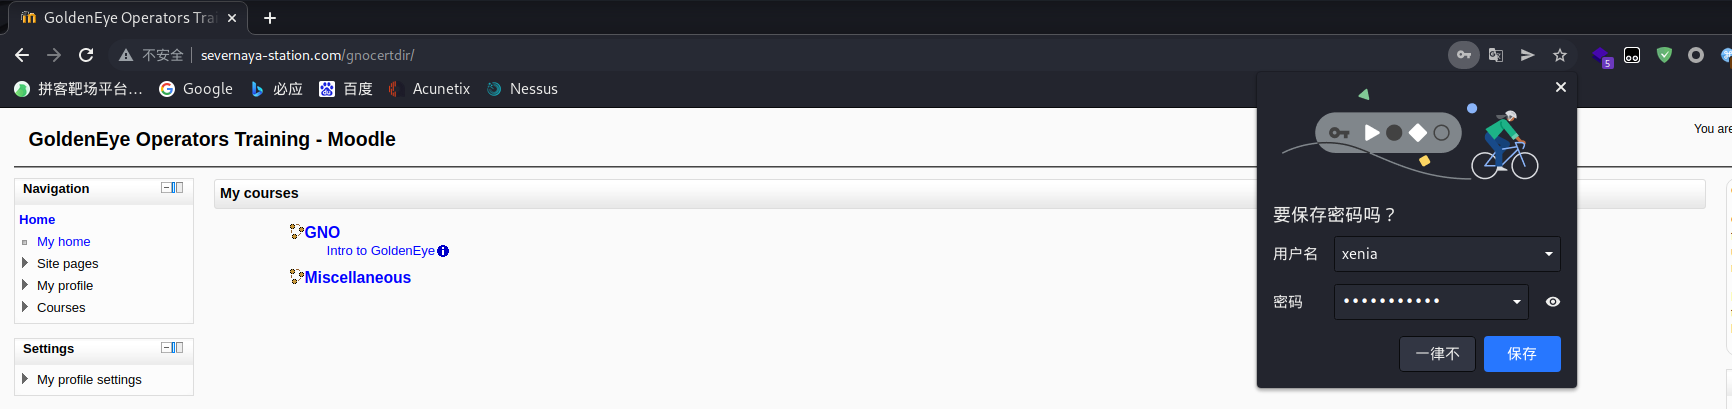 GoldenEye Operators Trai
不安全 severnaya-station.com/gnocertdir/
5
拼客靶场平台... Google 必应 百度 Acunetix Nessus
GoldenEye Operators Training - Moodle
You are
Navigation
Home
My home
Site pages
My profile
Courses
Settings
My profile settings
My courses
GNO
Intro to GoldenEye
Miscellaneous
要保存密码吗？
用户名 xenia
密码 •••••••••••
一律不 保存